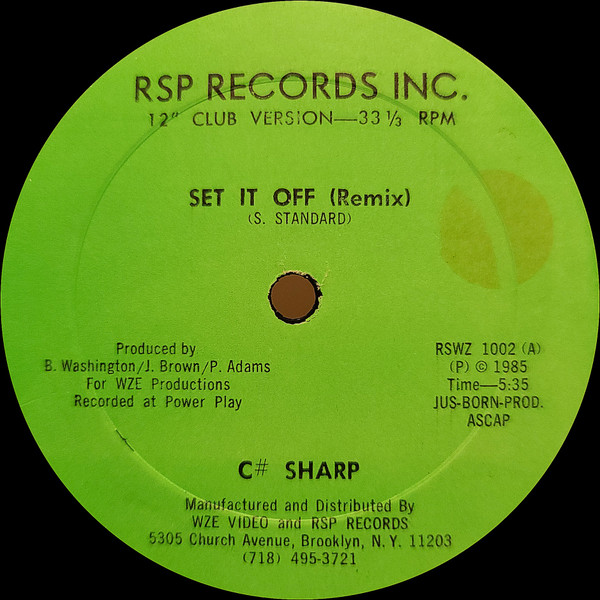 RSP RECORDS INC.
12" CLUB VERSION—33 ⅓ RPM
SET IT OFF (Remix)
(S. STANDARD)
Produced by
B. Washington/J. Brown/P. Adams
For WZE Productions
Recorded at Power Play
RSWZ 1002 (A)
(P) © 1985
Time—5:35
JUS-BORN-PROD.
ASCAP
C# SHARP
Manufactured and Distributed By
WZE VIDEO and RSP RECORDS
5305 Church Avenue, Brooklyn, N.Y. 11203
(718) 495-3721